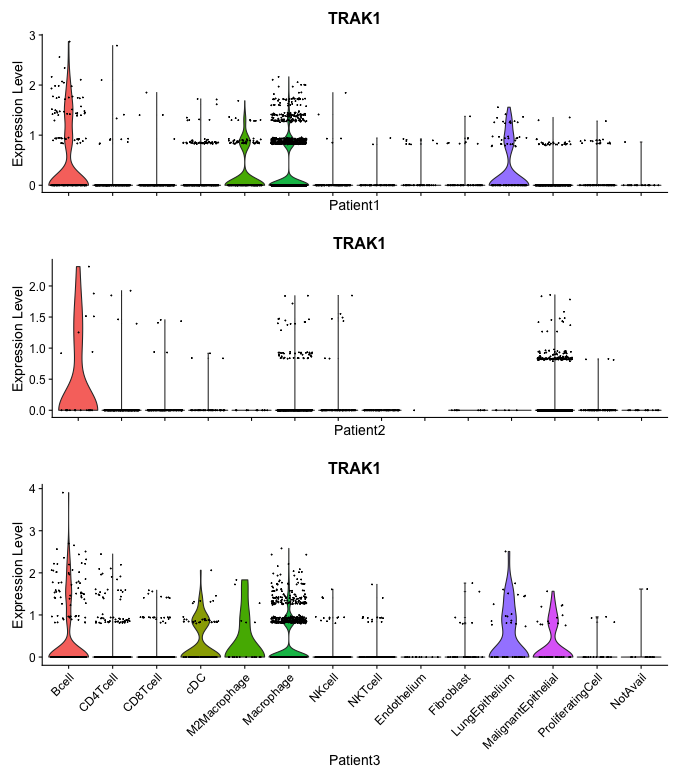 TRAK1
Expression Level
3
2
1
0
Patient1
TRAK1
Expression Level
2.0
1.5
1.0
0.5
0.0
Patient2
TRAK1
Expression Level
4
3
2
1
0
Bcell
CD4Tcell
CD8Tcell
cDC
M2Macrophage
Macrophage
NKcell
NKTcell
Endothelium
Fibroblast
LungEpithelium
MalignantEpithelial
ProliferatingCell
NotAvail
Patient3